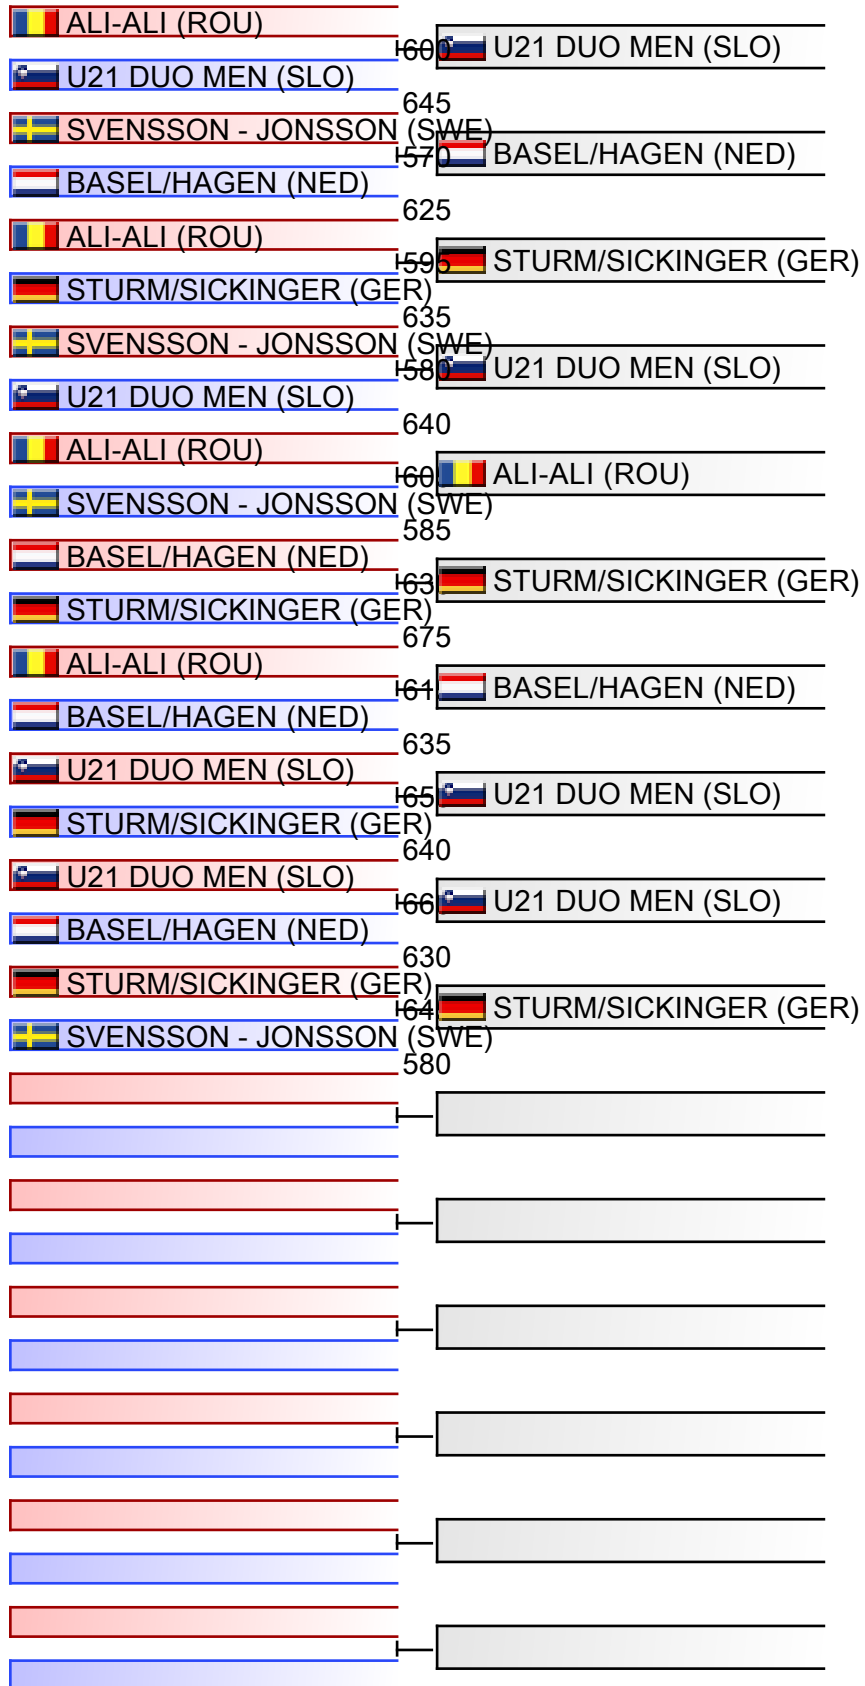 ALI-ALI (ROU)
600
U21 DUO MEN (SLO)
U21 DUO MEN (SLO)
645
SVENSSON - JONSSON (SWE)
570
BASEL/HAGEN (NED)
BASEL/HAGEN (NED)
625
ALI-ALI (ROU)
595
STURM/SICKINGER (GER)
STURM/SICKINGER (GER)
635
SVENSSON - JONSSON (SWE)
580
U21 DUO MEN (SLO)
U21 DUO MEN (SLO)
640
ALI-ALI (ROU)
ALI-ALI (ROU)
SVENSSON - JONSSON (SWE)
585
BASEL/HAGEN (NED)
STURM/SICKINGER (GER)
STURM/SICKINGER (GER)
675
ALI-ALI (ROU)
BASEL/HAGEN (NED)
BASEL/HAGEN (NED)
635
U21 DUO MEN (SLO)
U21 DUO MEN (SLO)
STURM/SICKINGER (GER)
640
U21 DUO MEN (SLO)
U21 DUO MEN (SLO)
BASEL/HAGEN (NED)
630
STURM/SICKINGER (GER)
STURM/SICKINGER (GER)
SVENSSON - JONSSON (SWE)
580